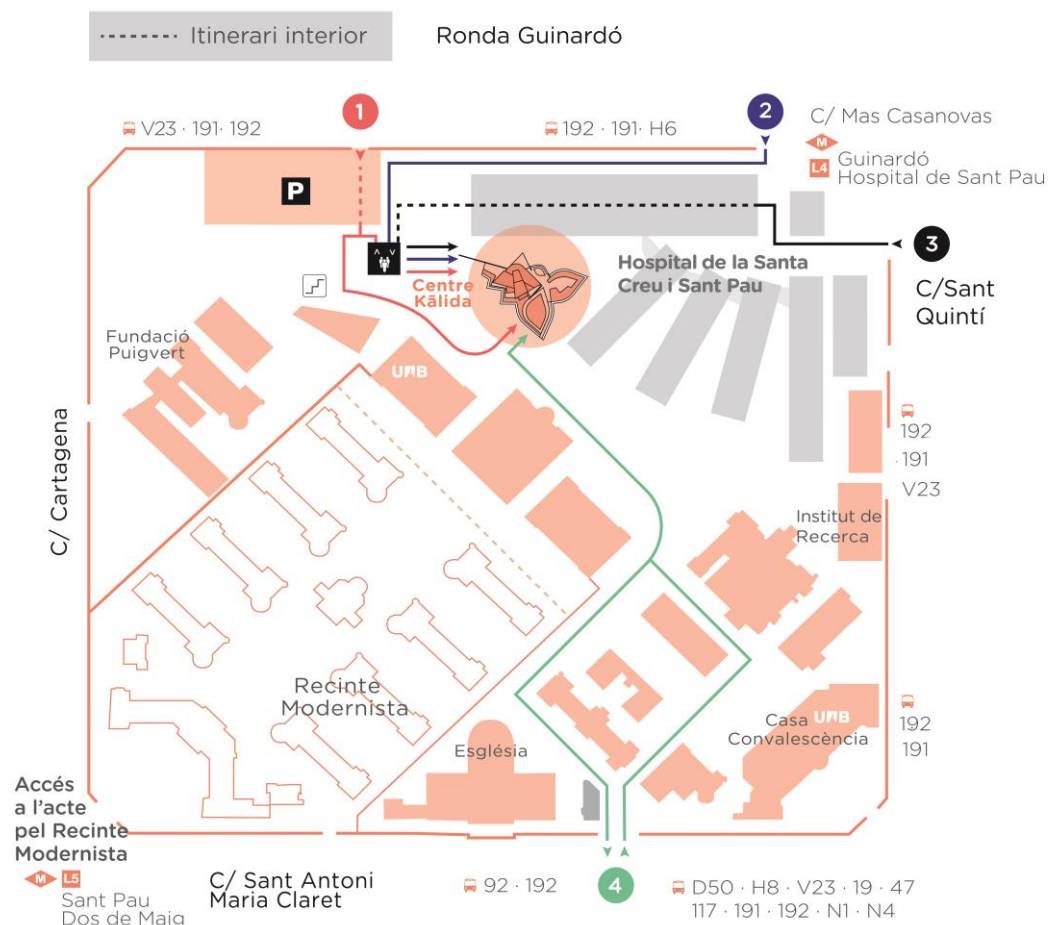 Itinerari interior
Ronda Guinardó
V23 · 191 · 192
1
192 · 191 · H6
2
C/ Mas Casanovas
M
L4
Guinardó
Hospital de Sant Pau
P
3
C/Sant
Quintí
Centre
Kālida
Hospital de la Santa
Creu i Sant Pau
Fundació
Puigvert
UAB
C/ Cartagena
192
191
V23
Institut de
Recerca
Recinte
Modernista
Església
Casa
Convalescència
UAB
192
191
Accés
a l'acte
pel Recinte
Modernista
M
L5
Sant Pau
Dos de Maig
C/ Sant Antoni
Maria Claret
92 · 192
4
D50 · H8 · V23 · 19 · 47
117 · 191 · 192 · N1 · N4